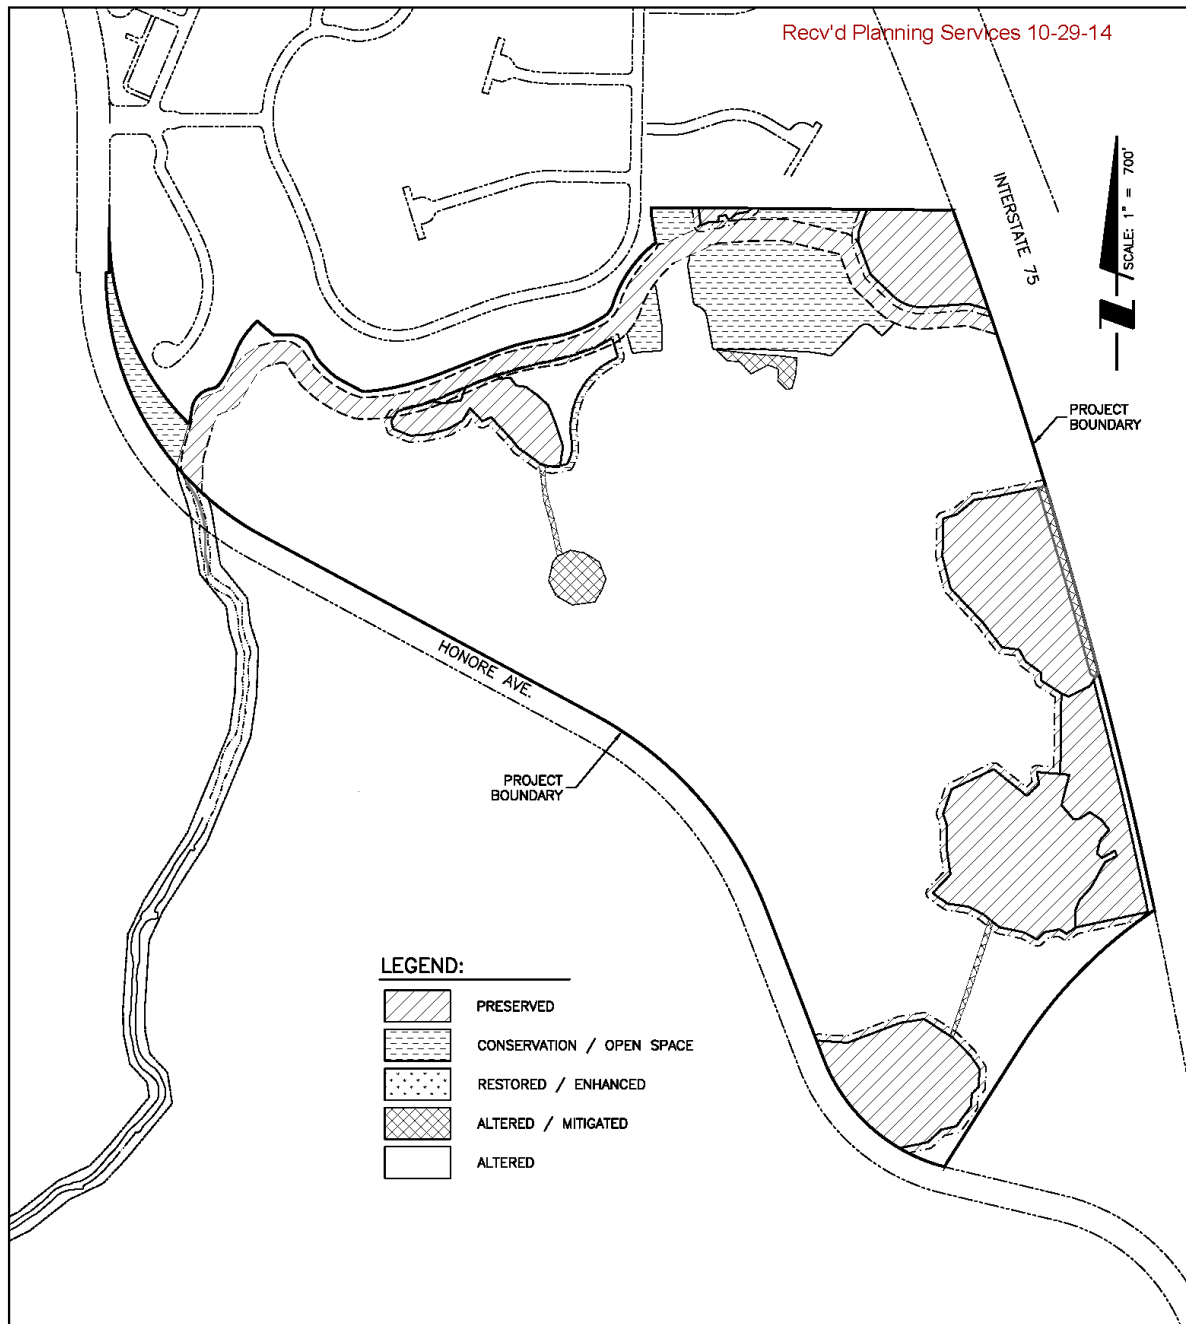 Recv'd Planning Services 10-29-14
INTERSTATE 75
SCALE: 1" = 700'
Z
PROJECT
BOUNDARY
HONORE AVE.
PROJECT
BOUNDARY
LEGEND:
PRESERVED
CONSERVATION / OPEN SPACE
RESTORED / ENHANCED
ALTERED / MITIGATED
ALTERED